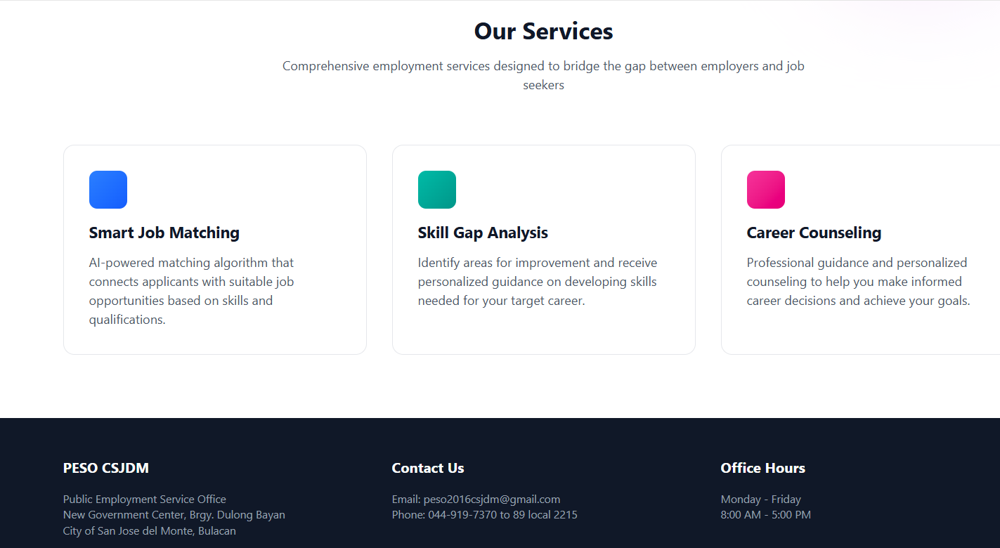 Our Services
Comprehensive employment services designed to bridge the gap between employers and job
seekers
Smart Job Matching
AI-powered matching algorithm that
connects applicants with suitable job
opportunities based on skills and
qualifications.
Skill Gap Analysis
Identify areas for improvement and receive
personalized guidance on developing skills
needed for your target career.
Career Counseling
Professional guidance and personalized
counseling to help you make informed
career decisions and achieve your goals.
PESO CSJDM
Public Employment Service Office
New Government Center, Brgy. Dulong Bayan
City of San Jose del Monte, Bulacan
Contact Us
Email: peso2016csjdm@gmail.com
Phone: 044-919-7370 to 89 local 2215
Office Hours
Monday - Friday
8:00 AM - 5:00 PM